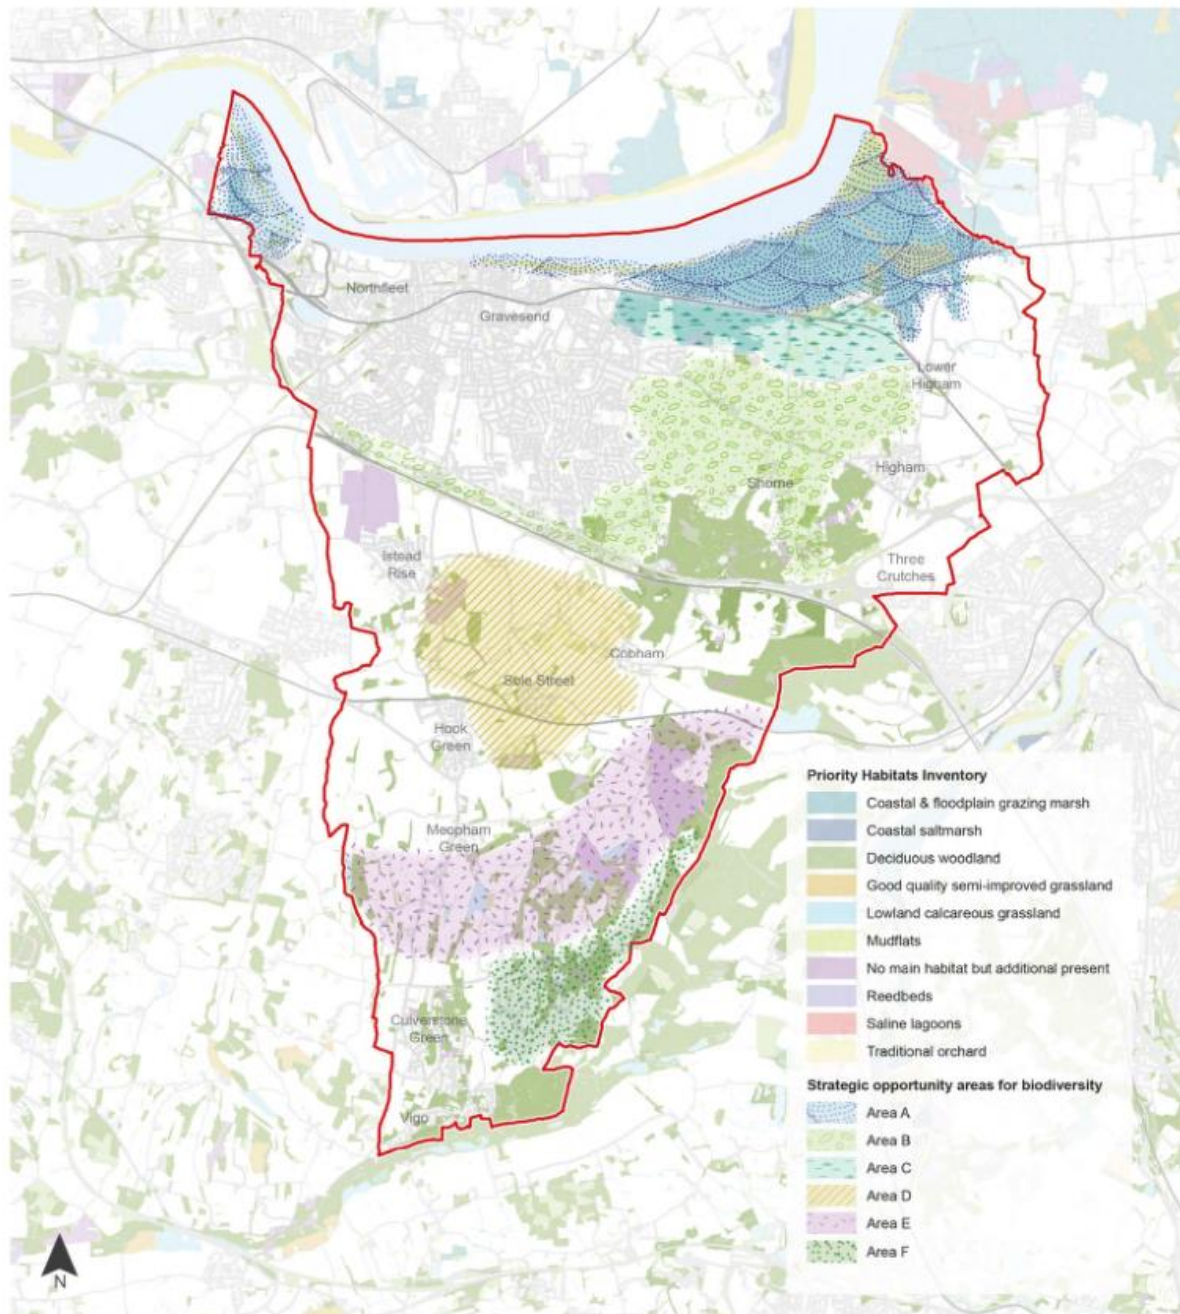 Northfleet
Gravesend
Lower
Higham
Higham
Shorne
Istead
Rise
Three
Crutches
Cobham
Sole Street
Hook
Green
Meopham
Green
Culverstone
Green
Vigo
N
Priority Habitats Inventory
Coastal & floodplain grazing marsh
Coastal saltmarsh
Deciduous woodland
Good quality semi-improved grassland
Lowland calcareous grassland
Mudflats
No main habitat but additional present
Reedbeds
Saline lagoons
Traditional orchard
Strategic opportunity areas for biodiversity
Area A
Area B
Area C
Area D
Area E
Area F